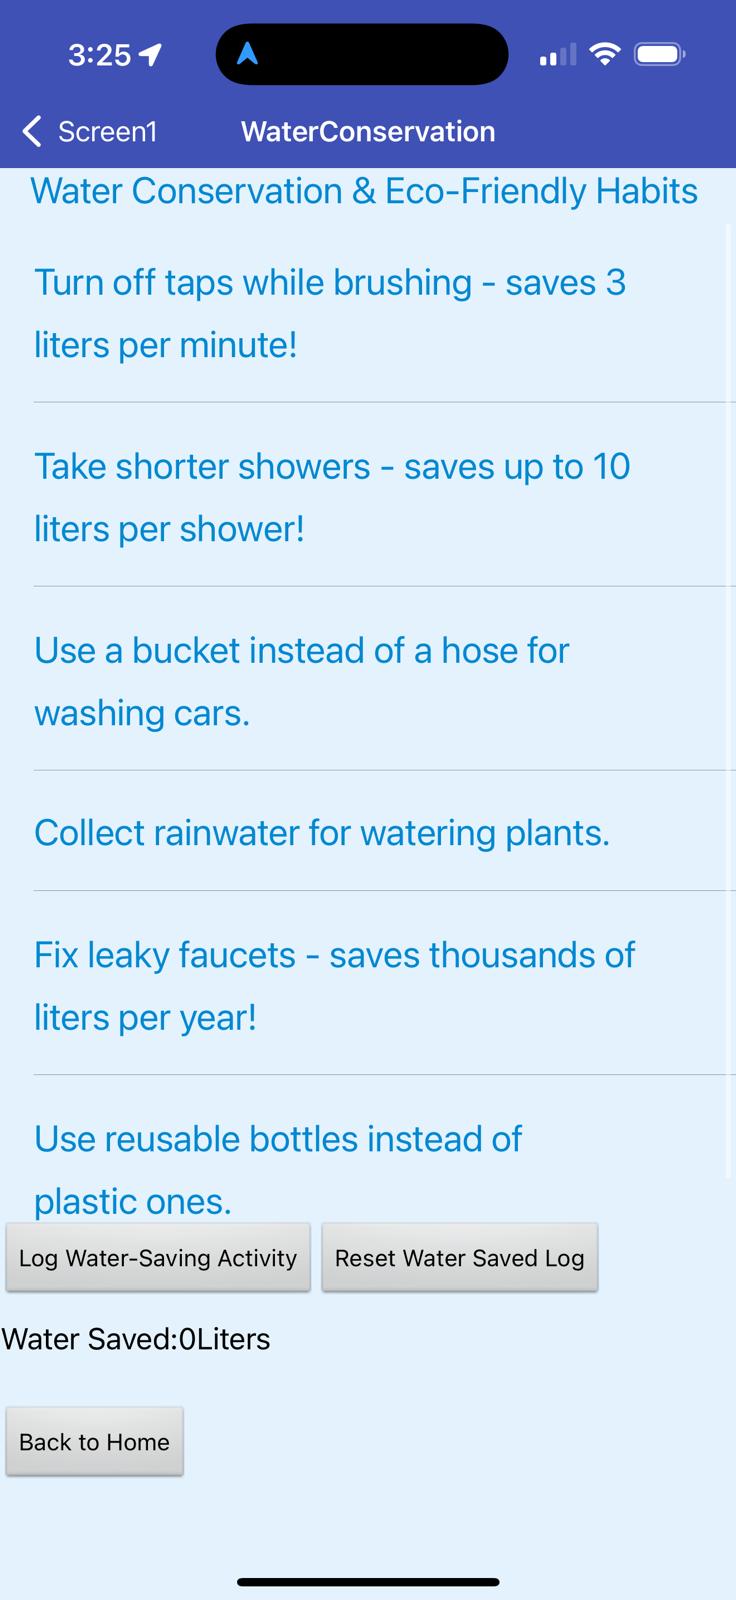 3:25
Screen1 WaterConservation
Water Conservation & Eco-Friendly Habits
Turn off taps while brushing - saves 3
liters per minute!
Take shorter showers - saves up to 10
liters per shower!
Use a bucket instead of a hose for
washing cars.
Collect rainwater for watering plants.
Fix leaky faucets - saves thousands of
liters per year!
Use reusable bottles instead of
plastic ones.
Log Water-Saving Activity Reset Water Saved Log
Water Saved:0Liters
Back to Home